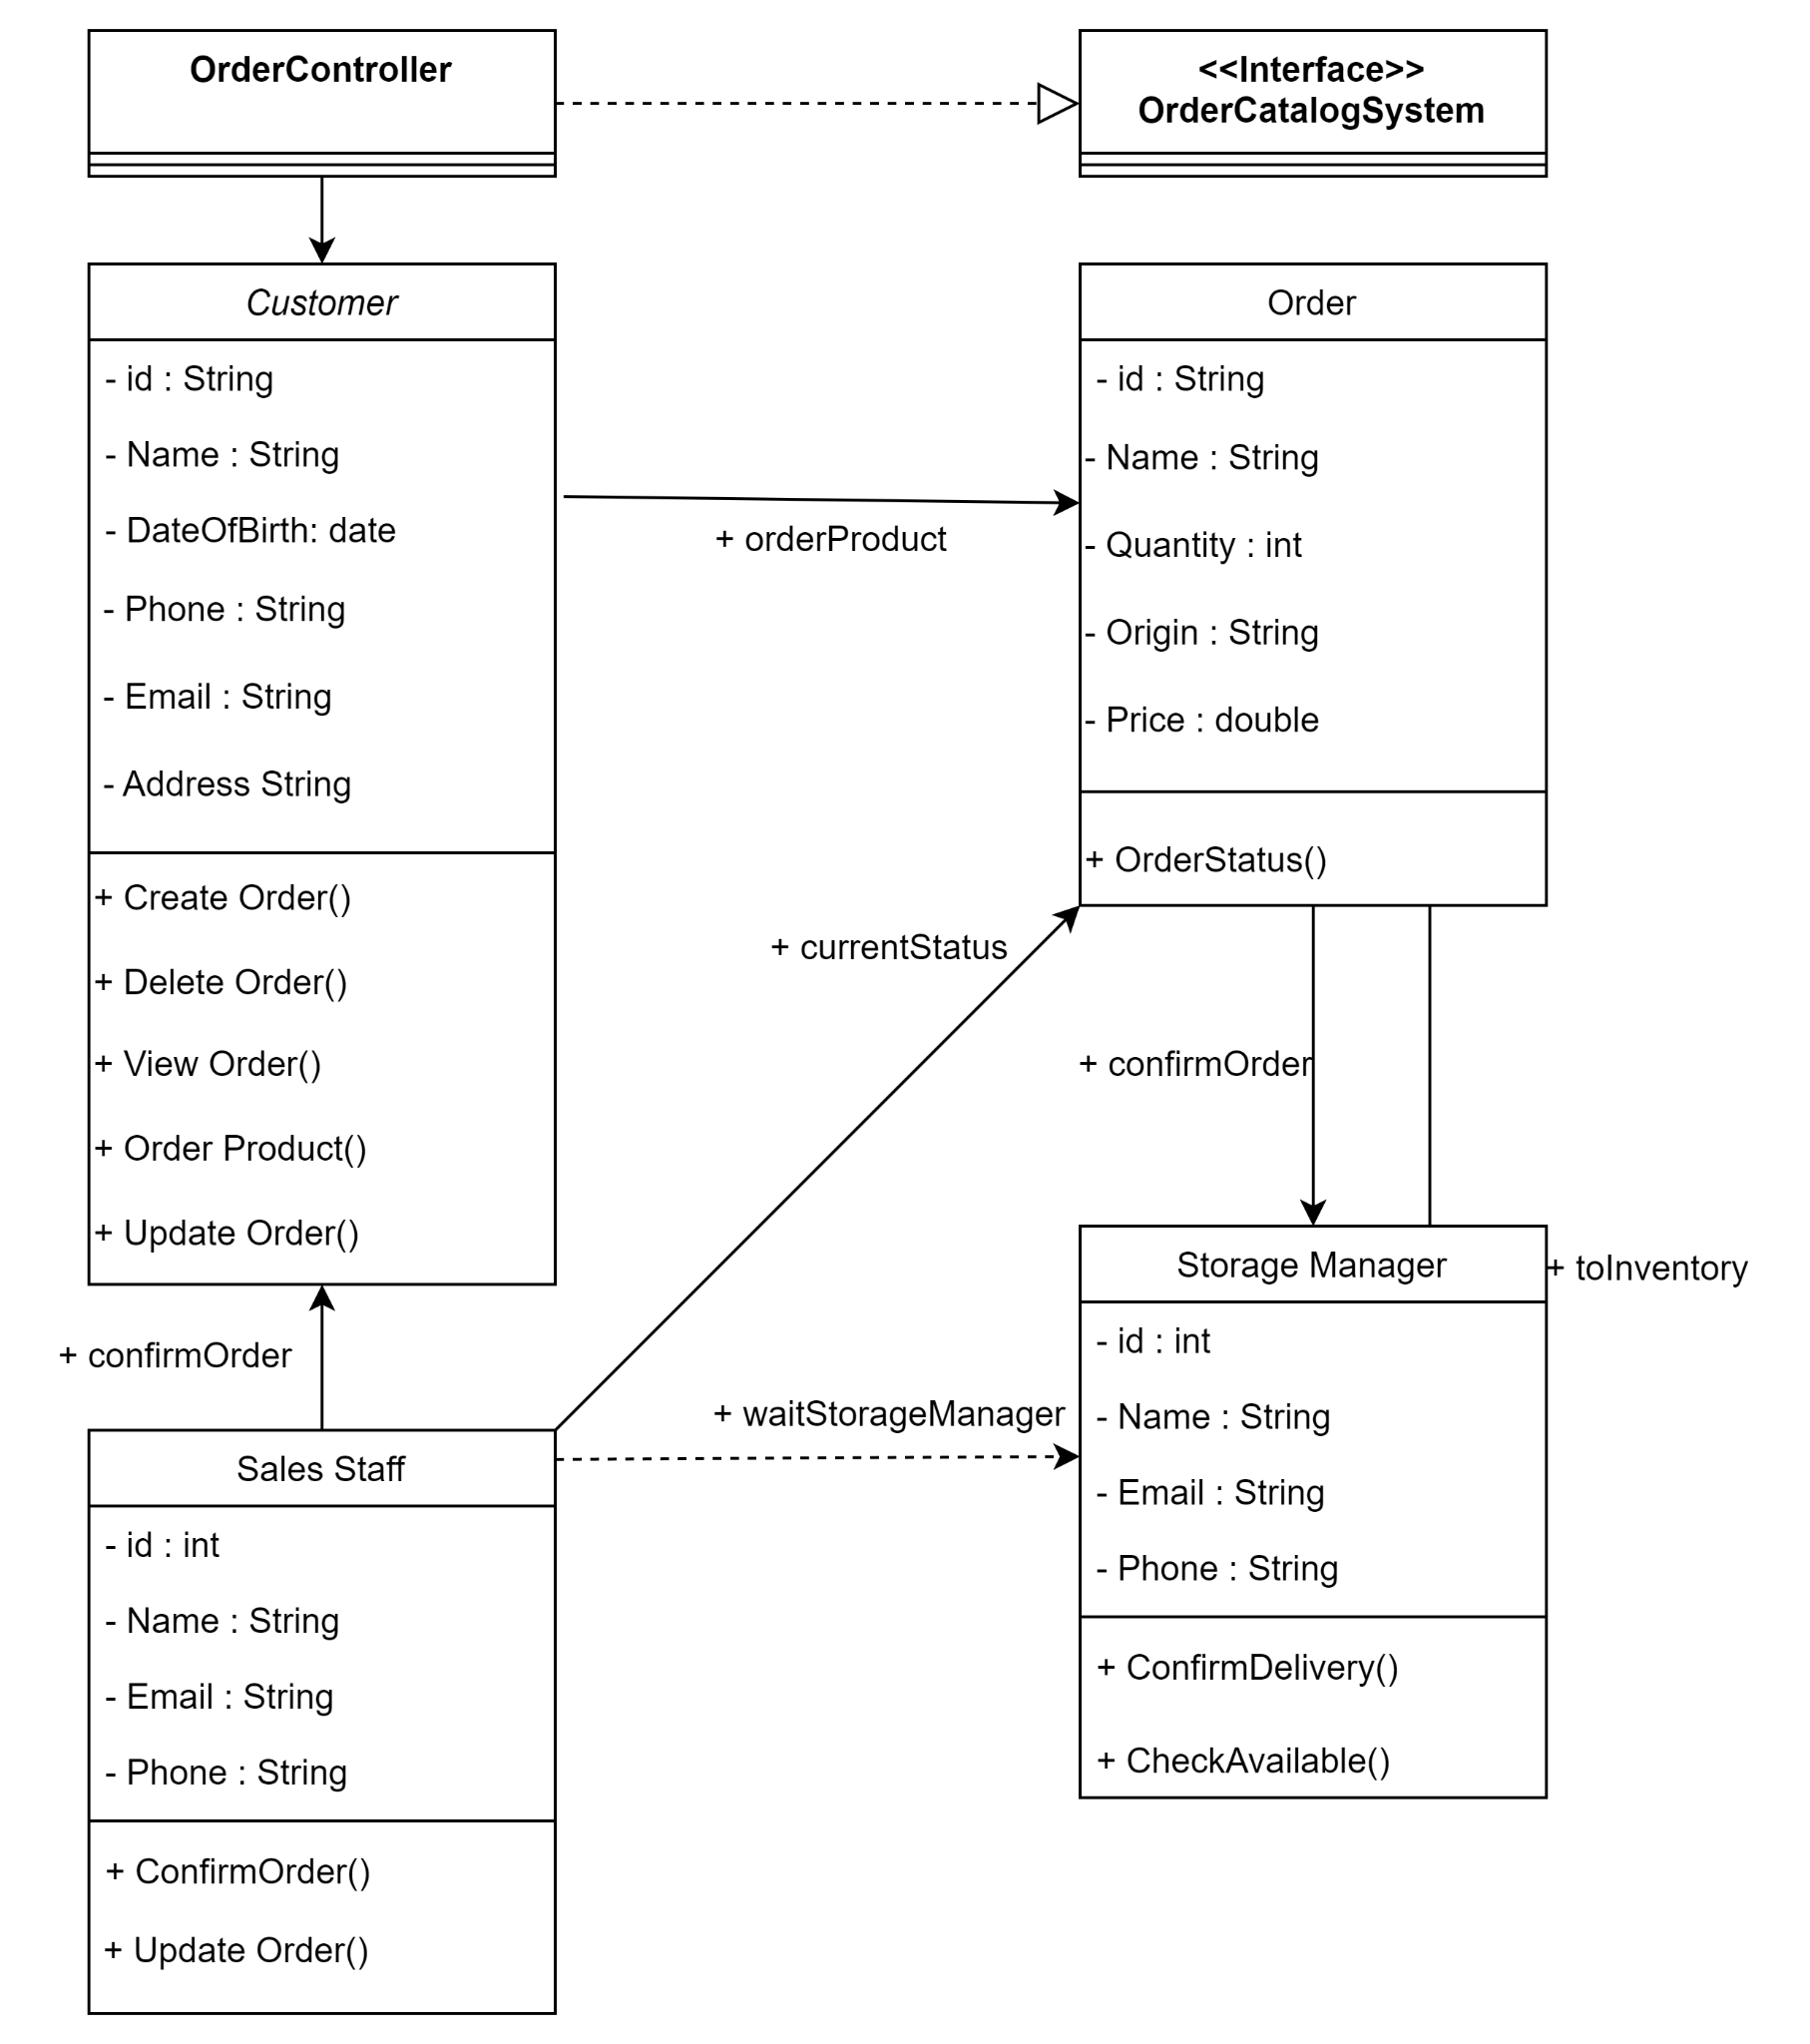 OrderController
<<Interface>>
OrderCatalogSystem
Customer
- id : String
- Name : String
- DateOfBirth: date
- Phone : String
- Email : String
- Address String
+ Create Order()
+ Delete Order()
+ View Order()
+ Order Product()
+ Update Order()
+ orderProduct
Order
- id : String
- Name : String
- Quantity : int
- Origin : String
- Price : double
+ OrderStatus()
+ currentStatus
+ confirmOrder
+ toInventory
+ confirmOrder
+ waitStorageManager
Storage Manager
- id : int
- Name : String
- Email : String
- Phone : String
+ ConfirmDelivery()
+ CheckAvailable()
Sales Staff
- id : int
- Name : String
- Email : String
- Phone : String
+ ConfirmOrder()
+ Update Order()